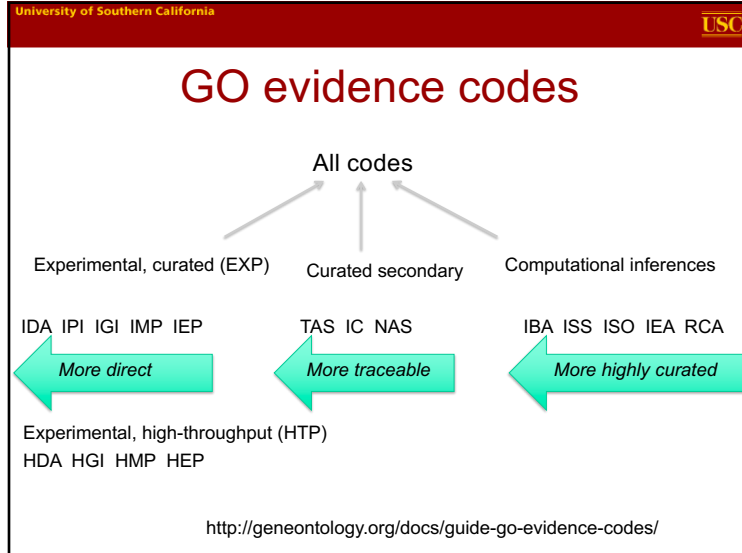 University of Southern California
USC
GO evidence codes
All codes
Experimental, curated (EXP)
Curated secondary
Computational inferences
IDA IPI IGI IMP IEP
TAS IC NAS
IBA ISS ISO IEA RCA
More direct
More traceable
More highly curated
Experimental, high-throughput (HTP)
HDA HGI HMP HEP
http://geneontology.org/docs/guide-go-evidence-codes/